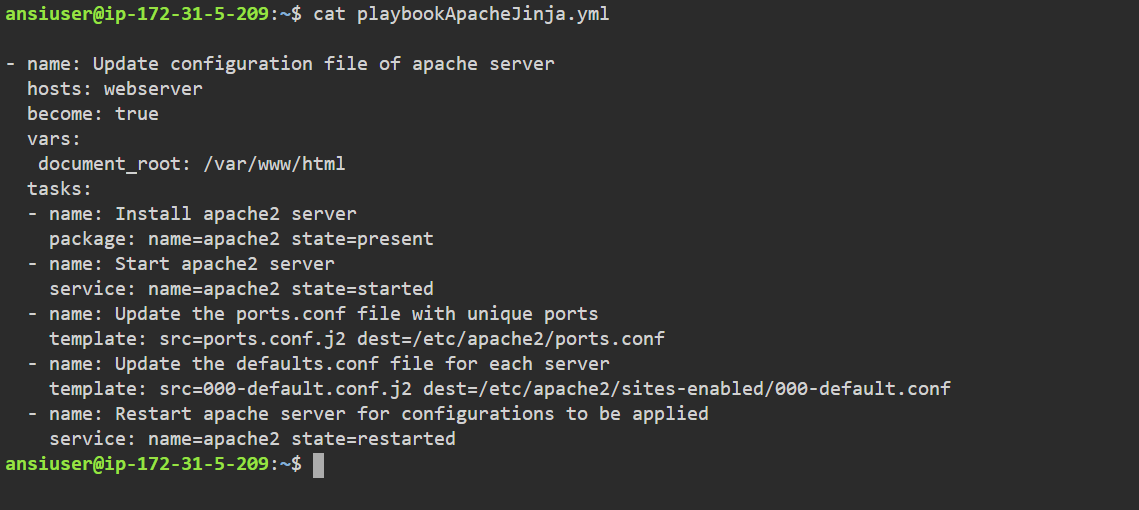 ansiuser@ip-172-31-5-209:~$ cat playbookApacheJinja.yml
- name: Update configuration file of apache server
  hosts: webserver
  become: true
  vars:
   document_root: /var/www/html
  tasks:
  - name: Install apache2 server
    package: name=apache2 state=present
  - name: Start apache2 server
    service: name=apache2 state=started
  - name: Update the ports.conf file with unique ports
    template: src=ports.conf.j2 dest=/etc/apache2/ports.conf
  - name: Update the defaults.conf file for each server
    template: src=000-default.conf.j2 dest=/etc/apache2/sites-enabled/000-default.conf
  - name: Restart apache server for configurations to be applied
    service: name=apache2 state=restarted
ansiuser@ip-172-31-5-209:~$